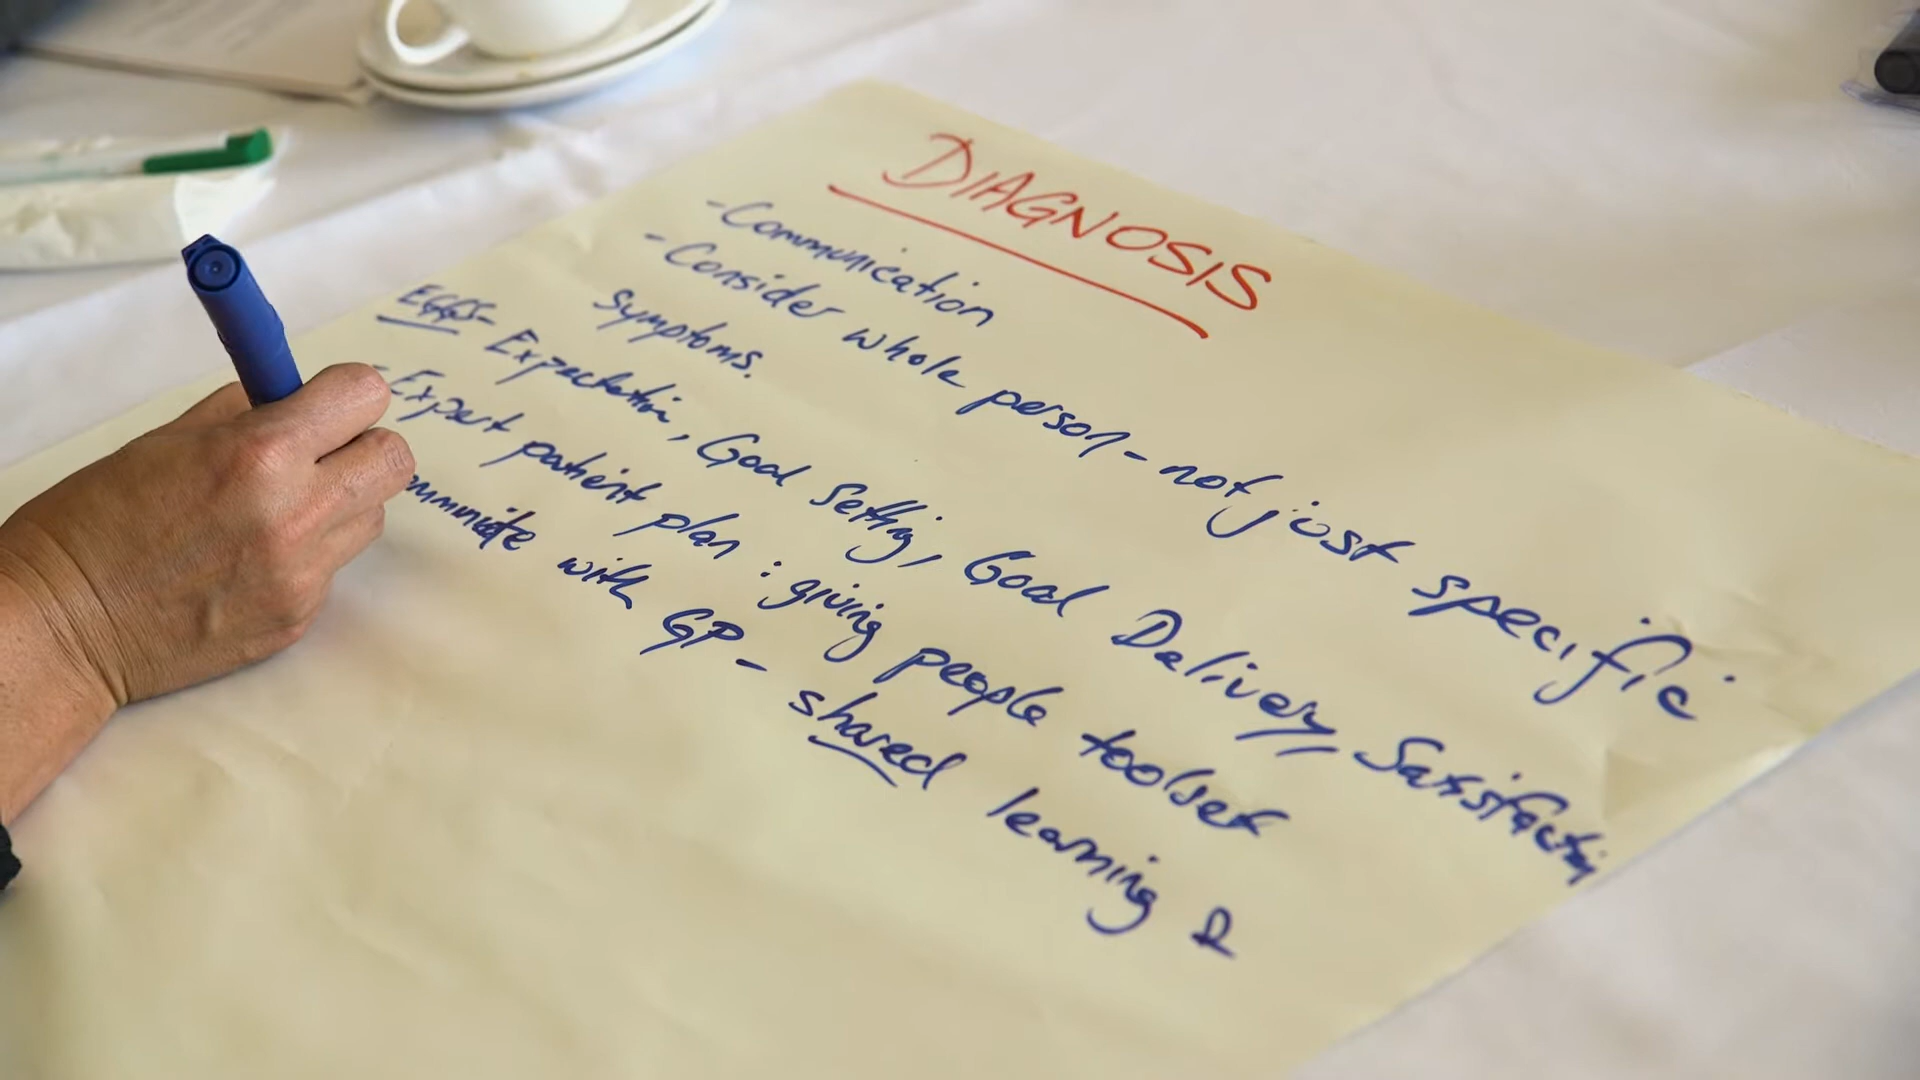 DIAGNOSIS
- Communication
- Consider whole person - not just specific
symptoms.
EGGS - Expectation, Goal Setting, Goal Delivery, Satisfaction
- Expert patient plan : giving people toolset
with GP - shared learning &